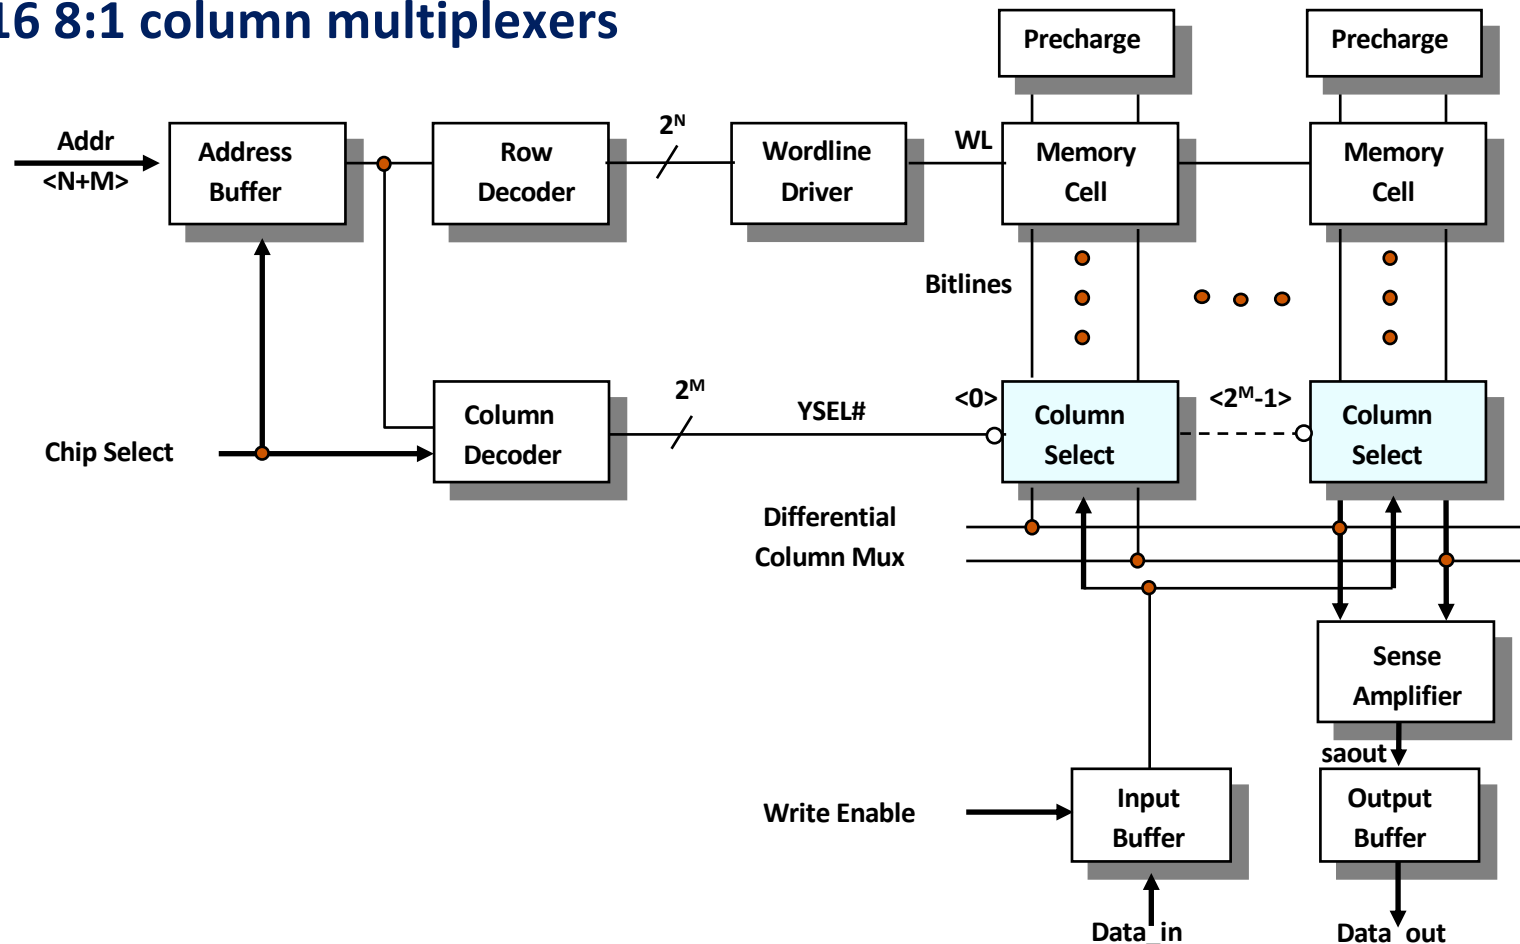 16 8:1 column multiplexers
Precharge
Precharge
Addr
<N+M>
Address
Buffer
Row
Decoder
2ᴺ
Wordline
Driver
WL
Memory
Cell
Memory
Cell
Bitlines
Chip Select
Column
Decoder
2ᴹ
YSEL#
<0>
Column
Select
<2ᴹ-1>
Column
Select
Differential
Column Mux
Sense
Amplifier
saout
Write Enable
Input
Buffer
Output
Buffer
Data_in
Data_out